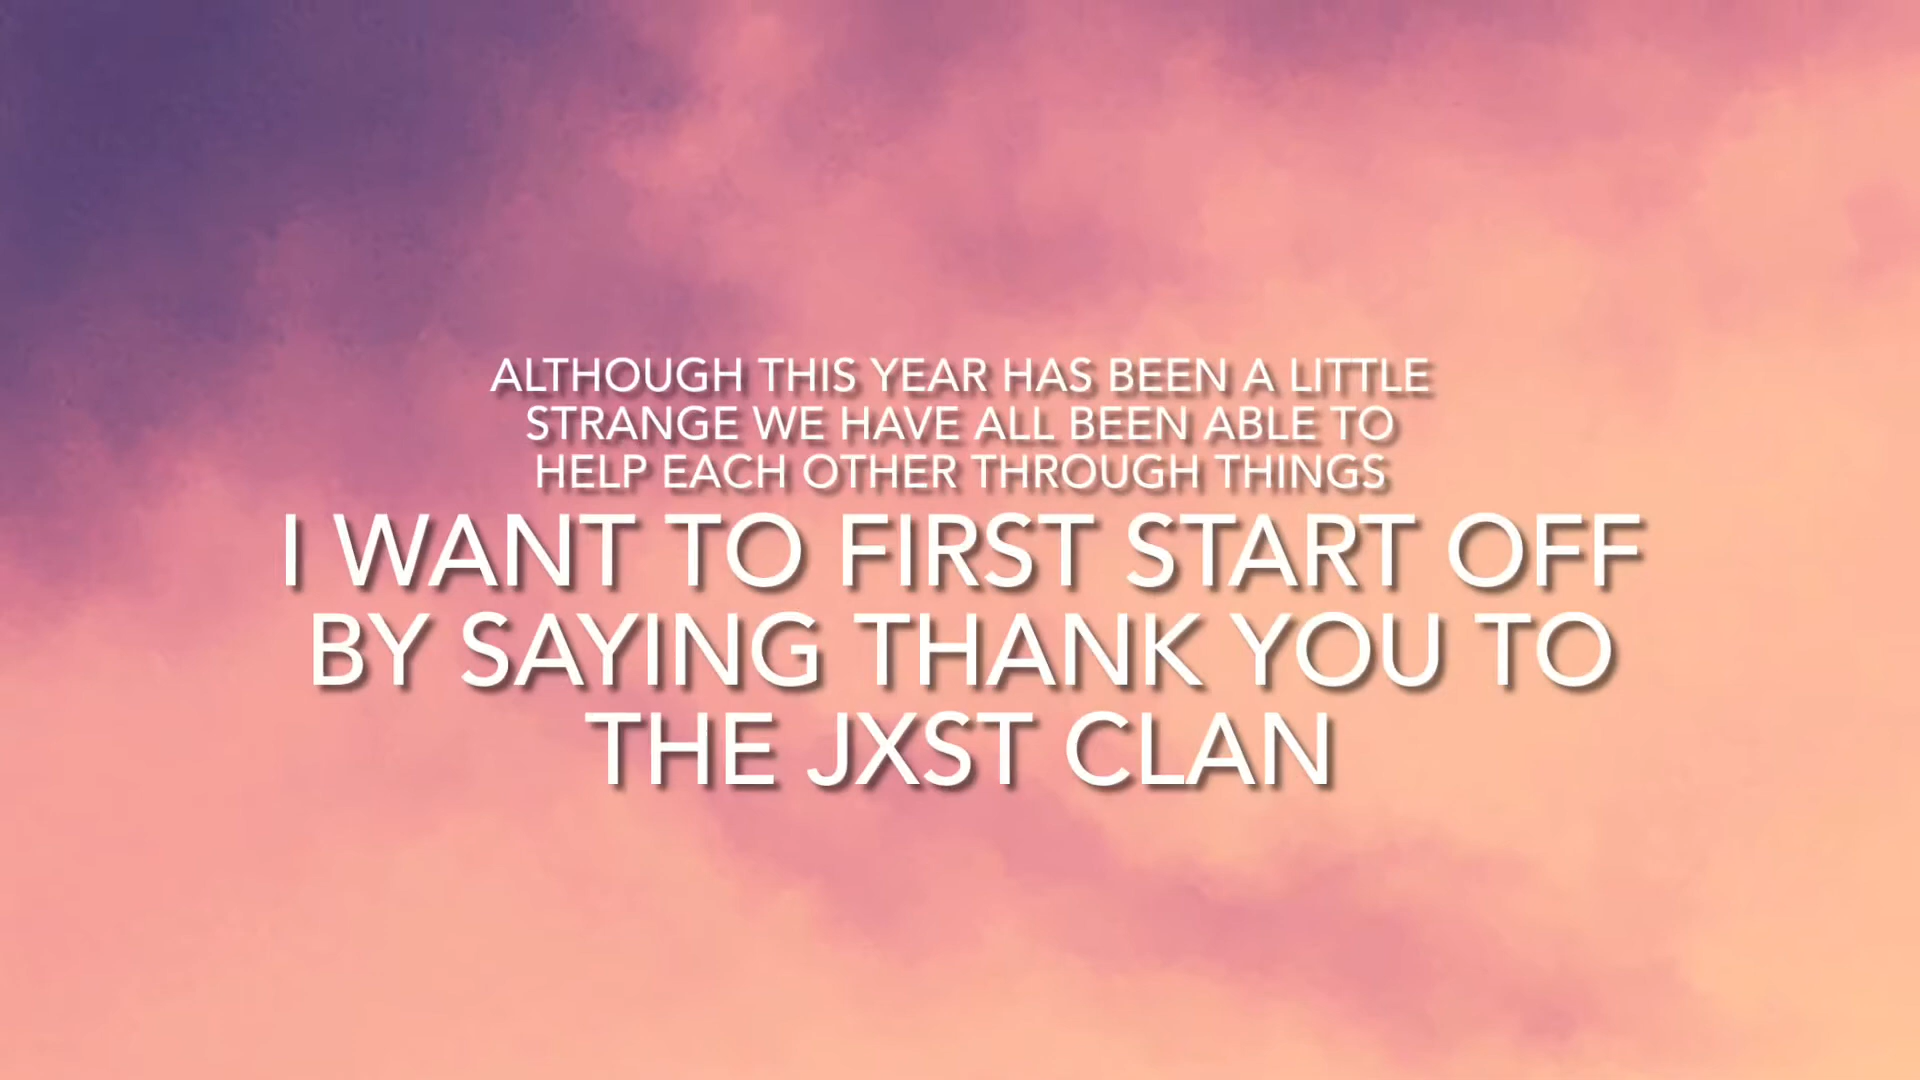 ALTHOUGH THIS YEAR HAS BEEN A LITTLE
STRANGE WE HAVE ALL BEEN ABLE TO
HELP EACH OTHER THROUGH THINGS
I WANT TO FIRST START OFF
BY SAYING THANK YOU TO
THE JXST CLAN